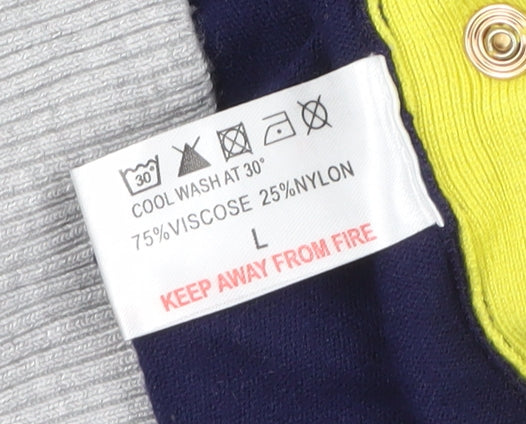 30°
COOL WASH AT 30°
75%VISCOSE 25%NYLON
L
KEEP AWAY FROM FIRE